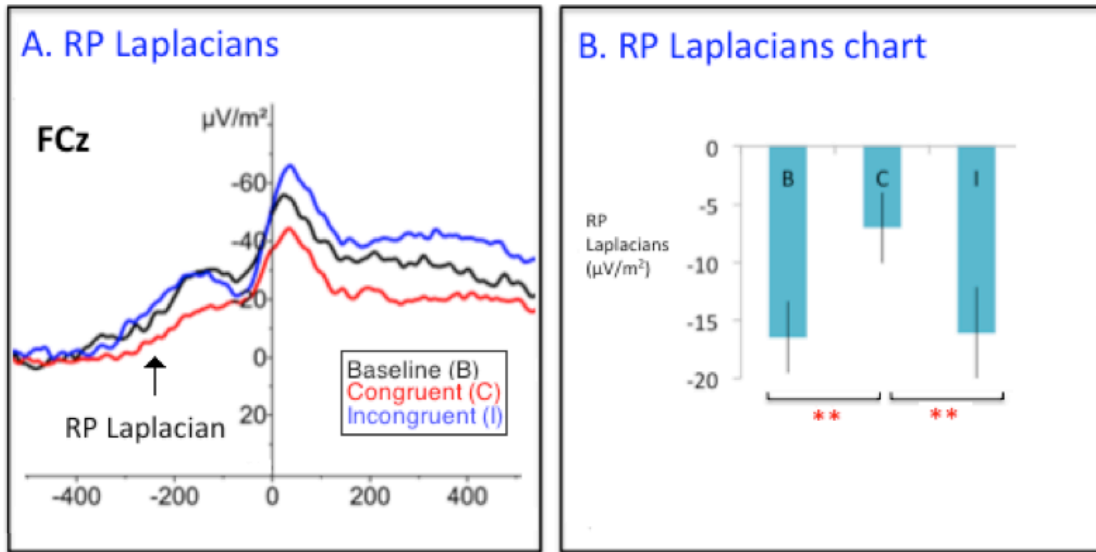 A. RP Laplacians
µV/m²
FCz
-60
-40
-20
0
20
RP Laplacian
Baseline (B)
Congruent (C)
Incongruent (I)
-400 -200 0 200 400
B. RP Laplacians chart
0
B C I
-5
RP
Laplacians
(µV/m²)
-10
-15
-20
** **